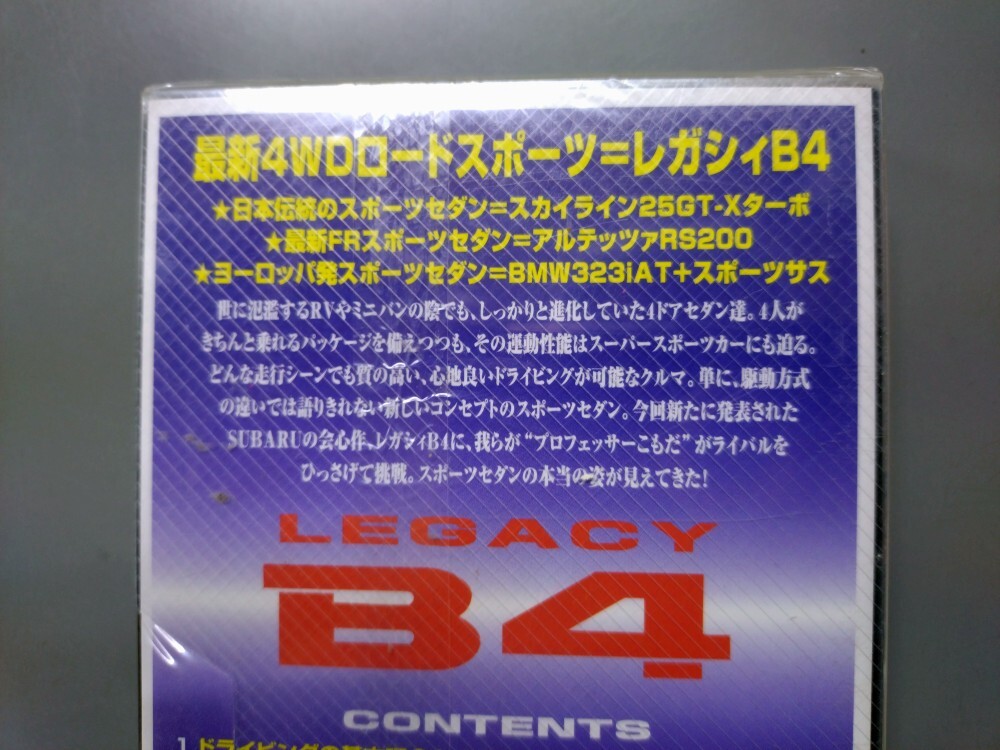 最新4WDロードスポーツ=レガシィB4
★日本伝統のスポーツセダン=スカイライン25GT-Xターボ
★最新FRスポーツセダン=アルテッツァRS200
★ヨーロッパ発スポーツセダン=BMW323iAT+スポーツサス
世に氾濫するRVやミニバンの陰でも、しっかりと進化していた4ドアセダン達。4人が
きちんと乗れるパッケージを備えつつも、その運動性能はスーパースポーツカーにも迫る。
どんな走行シーンでも質の高い、心地良いドライビングが可能なクルマ。単に、駆動方式
の違いでは語りきれない新しいコンセプトのスポーツセダン。今回新たに発表された
SUBARUの会心作、レガシィB4に、我らが“プロフェッサーこもだ”がライバルを
ひっさげて挑戦。スポーツセダンの本当の姿が見えてきた!
LEGACY
B4
CONTENTS
1 ドライビングの基本